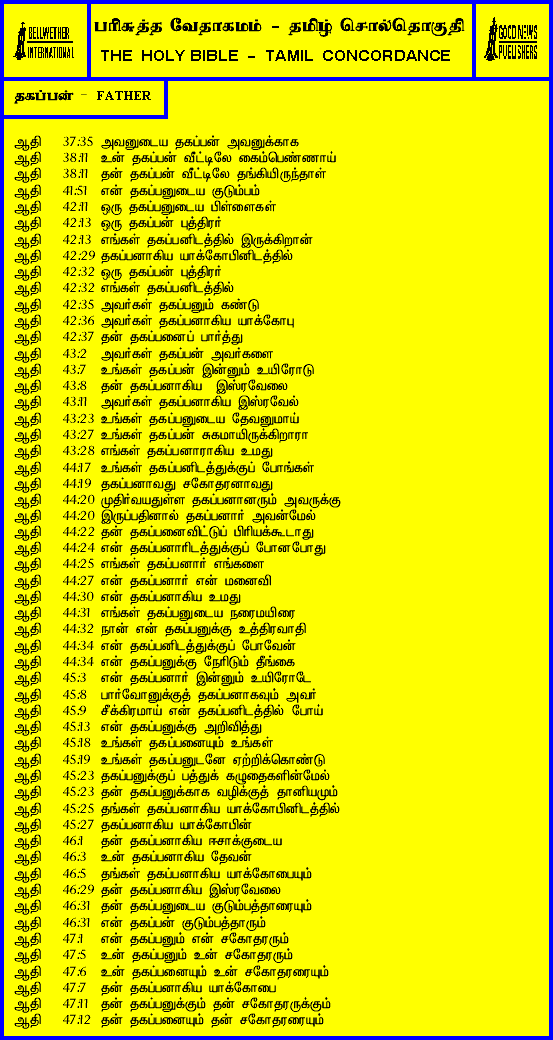 BELLWETHER
INTERNATIONAL
பரிசுத்த வேதாகமம் - தமிழ் சொல்தொகுதி
THE HOLY BIBLE - TAMIL CONCORDANCE
GOOD NEWS
PUBLISHERS
தகப்பன் - FATHER
ஆதி 37:35 அவனுடைய தகப்பன் அவனுக்காக
ஆதி 38:11 உன் தகப்பன் வீட்டிலே கைம்பெண்ணாய்
ஆதி 38:11 தன் தகப்பன் வீட்டிலே தங்கியிருந்தாள்
ஆதி 41:51 என் தகப்பனுடைய குடும்பம்
ஆதி 42:11 ஒரு தகப்பனுடைய பிள்ளைகள்
ஆதி 42:13 ஒரு தகப்பன் புத்திரர்
ஆதி 42:13 எங்கள் தகப்பனிடத்தில் இருக்கிறான்
ஆதி 42:29 தகப்பனாகிய யாக்கோபினிடத்தில்
ஆதி 42:32 ஒரு தகப்பன் புத்திரர்
ஆதி 42:32 எங்கள் தகப்பனிடத்தில்
ஆதி 42:35 அவர்கள் தகப்பனும் கண்டு
ஆதி 42:36 அவர்கள் தகப்பனாகிய யாக்கோபு
ஆதி 42:37 தன் தகப்பனைப் பார்த்து
ஆதி 43:2 அவர்கள் தகப்பன் அவர்களை
ஆதி 43:7 உங்கள் தகப்பன் இன்னும் உயிரோடு
ஆதி 43:8 தன் தகப்பனாகிய இஸ்ரவேலை
ஆதி 43:11 அவர்கள் தகப்பனாகிய இஸ்ரவேல்
ஆதி 43:23 உங்கள் தகப்பனுடைய தேவனுமாய்
ஆதி 43:27 உங்கள் தகப்பன் சுகமாயிருக்கிறாரா
ஆதி 43:28 எங்கள் தகப்பனாராகிய உமது
ஆதி 44:17 உங்கள் தகப்பனிடத்துக்குப் போங்கள்
ஆதி 44:19 தகப்பனாவது சகோதரனாவது
ஆதி 44:20 முதிர்வயதுள்ள தகப்பனானரும் அவருக்கு
ஆதி 44:20 இருப்பதினால் தகப்பனார் அவன்மேல்
ஆதி 44:22 தன் தகப்பனைவிட்டுப் பிரியக்கூடாது
ஆதி 44:24 என் தகப்பனாரிடத்துக்குப் போனபோது
ஆதி 44:25 எங்கள் தகப்பனார் எங்களை
ஆதி 44:27 என் தகப்பனார் என் மனைவி
ஆதி 44:30 என் தகப்பனாகிய உமது
ஆதி 44:31 எங்கள் தகப்பனுடைய நரைமயிரை
ஆதி 44:32 நான் என் தகப்பனுக்கு உத்திரவாதி
ஆதி 44:34 என் தகப்பனிடத்துக்குப் போவேன்
ஆதி 44:34 என் தகப்பனுக்கு நேரிடும் தீங்கை
ஆதி 45:3 என் தகப்பனார் இன்னும் உயிரோடே
ஆதி 45:8 பார்வோனுக்குத் தகப்பனாகவும் அவர்
ஆதி 45:9 சீக்கிரமாய் என் தகப்பனிடத்தில் போய்
ஆதி 45:13 என் தகப்பனுக்கு அறிவித்து
ஆதி 45:18 உங்கள் தகப்பனையும் உங்கள்
ஆதி 45:19 உங்கள் தகப்பனுடனே ஏற்றிக்கொண்டு
ஆதி 45:23 தகப்பனுக்குப் பத்துக் கழுதைகளின்மேல்
ஆதி 45:23 தன் தகப்பனுக்காக வழிக்குத் தானியமும்
ஆதி 45:25 தங்கள் தகப்பனாகிய யாக்கோபினிடத்தில்
ஆதி 45:27 தகப்பனாகிய யாக்கோபின்
ஆதி 46:1 தன் தகப்பனாகிய ஈசாக்குடைய
ஆதி 46:3 உன் தகப்பனாகிய தேவன்
ஆதி 46:5 தங்கள் தகப்பனாகிய யாக்கோபையும்
ஆதி 46:29 தன் தகப்பனாகிய இஸ்ரவேலை
ஆதி 46:31 தன் தகப்பனுடைய குடும்பத்தாரையும்
ஆதி 46:31 என் தகப்பன் குடும்பத்தாரும்
ஆதி 47:1 என் தகப்பனும் என் சகோதரரும்
ஆதி 47:5 உன் தகப்பனும் உன் சகோதரரும்
ஆதி 47:6 உன் தகப்பனையும் உன் சகோதரரையும்
ஆதி 47:7 தன் தகப்பனாகிய யாக்கோபை
ஆதி 47:11 தன் தகப்பனுக்கும் தன் சகோதரருக்கும்
ஆதி 47:12 தன் தகப்பனையும் தன் சகோதரரையும்